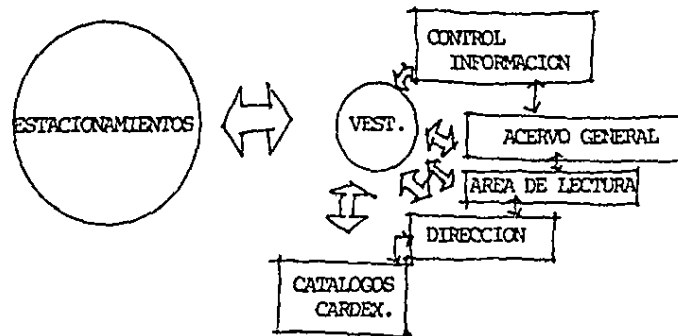 CONTROL
INFORMACION
ESTACIONAMIENTOS
VEST.
ACERVO GENERAL
AREA DE LECTURA
DIRECCION
CATALOGOS
CARDEX.